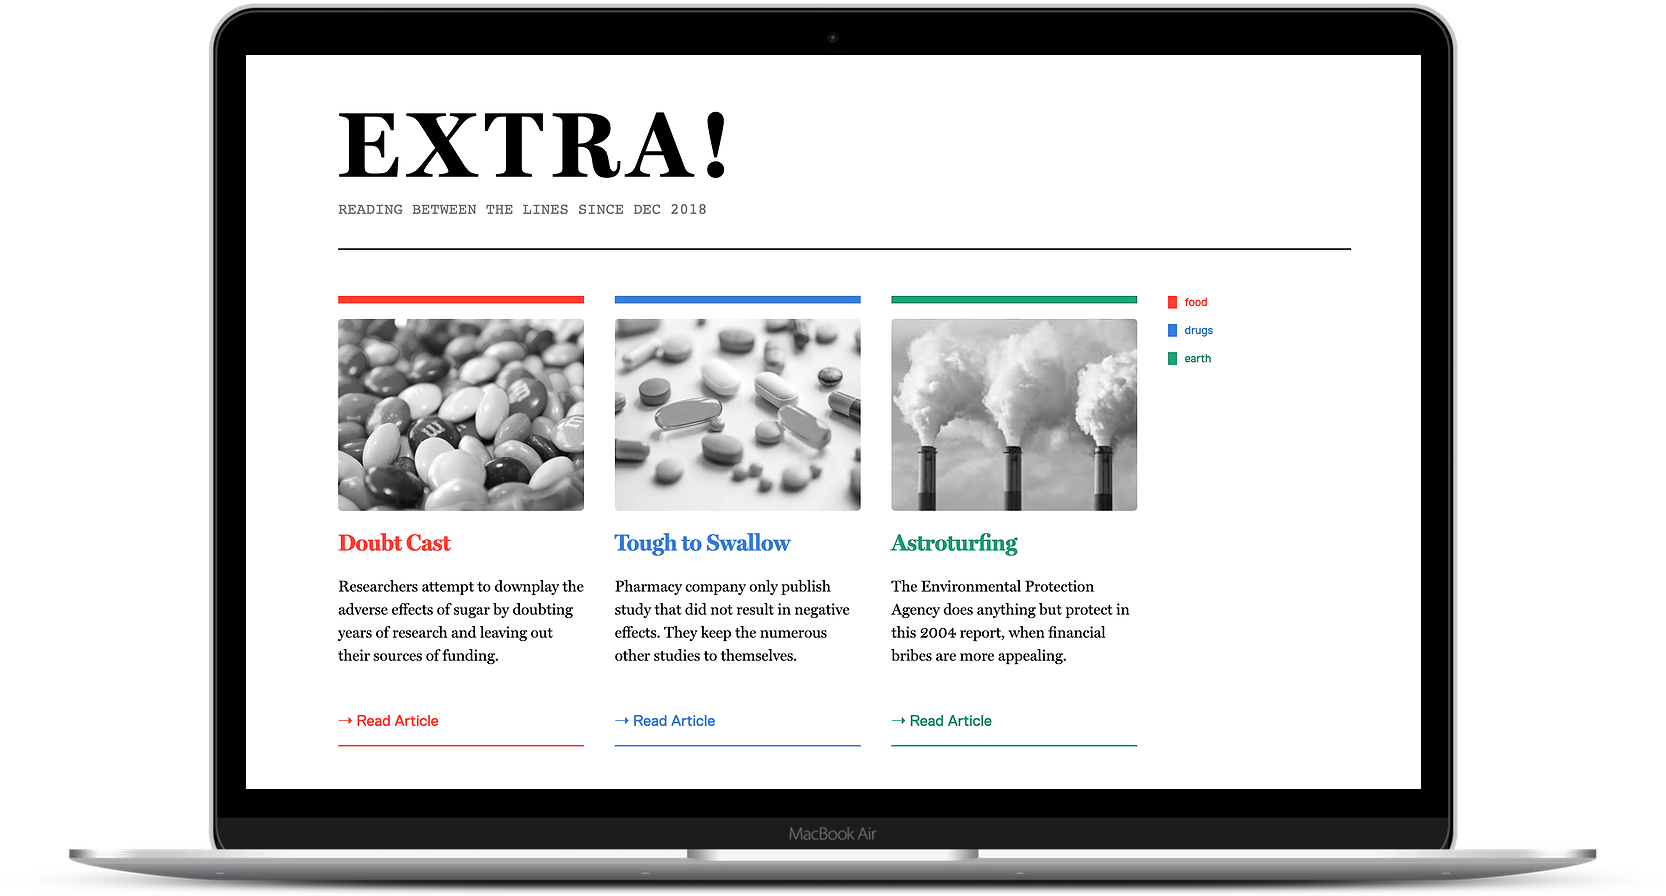 EXTRA!
READING BETWEEN THE LINES SINCE DEC 2018
food
drugs
earth
Doubt Cast
Researchers attempt to downplay the
adverse effects of sugar by doubting
years of research and leaving out
their sources of funding.
→ Read Article
Tough to Swallow
Pharmacy company only publish
study that did not result in negative
effects. They keep the numerous
other studies to themselves.
→ Read Article
Astroturfing
The Environmental Protection
Agency does anything but protect in
this 2004 report, when financial
bribes are more appealing.
→ Read Article
MacBook Air